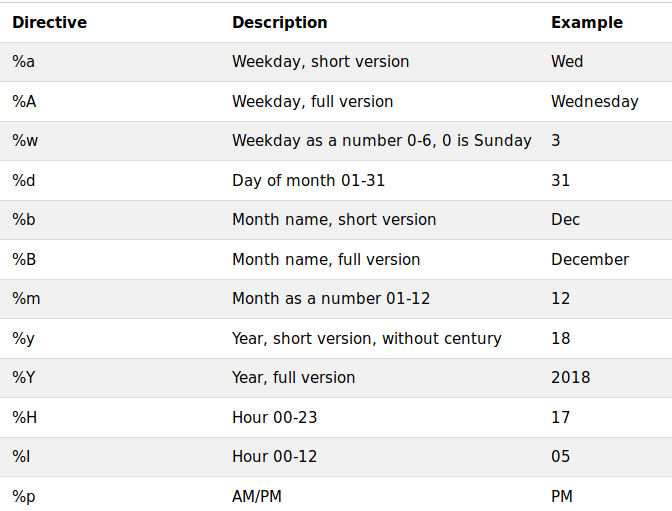 Directive Description Example
%a Weekday, short version Wed
%A Weekday, full version Wednesday
%w Weekday as a number 0-6, 0 is Sunday 3
%d Day of month 01-31 31
%b Month name, short version Dec
%B Month name, full version December
%m Month as a number 01-12 12
%y Year, short version, without century 18
%Y Year, full version 2018
%H Hour 00-23 17
%I Hour 00-12 05
%p AM/PM PM